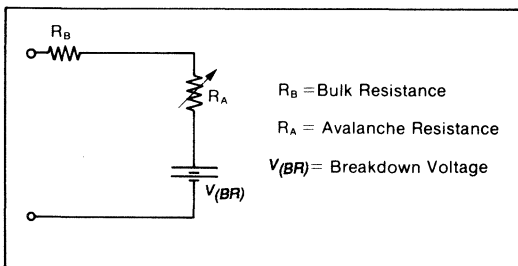 R_B
R_A
V_(BR)
R_B =Bulk Resistance
R_A = Avalanche Resistance
V_(BR)= Breakdown Voltage